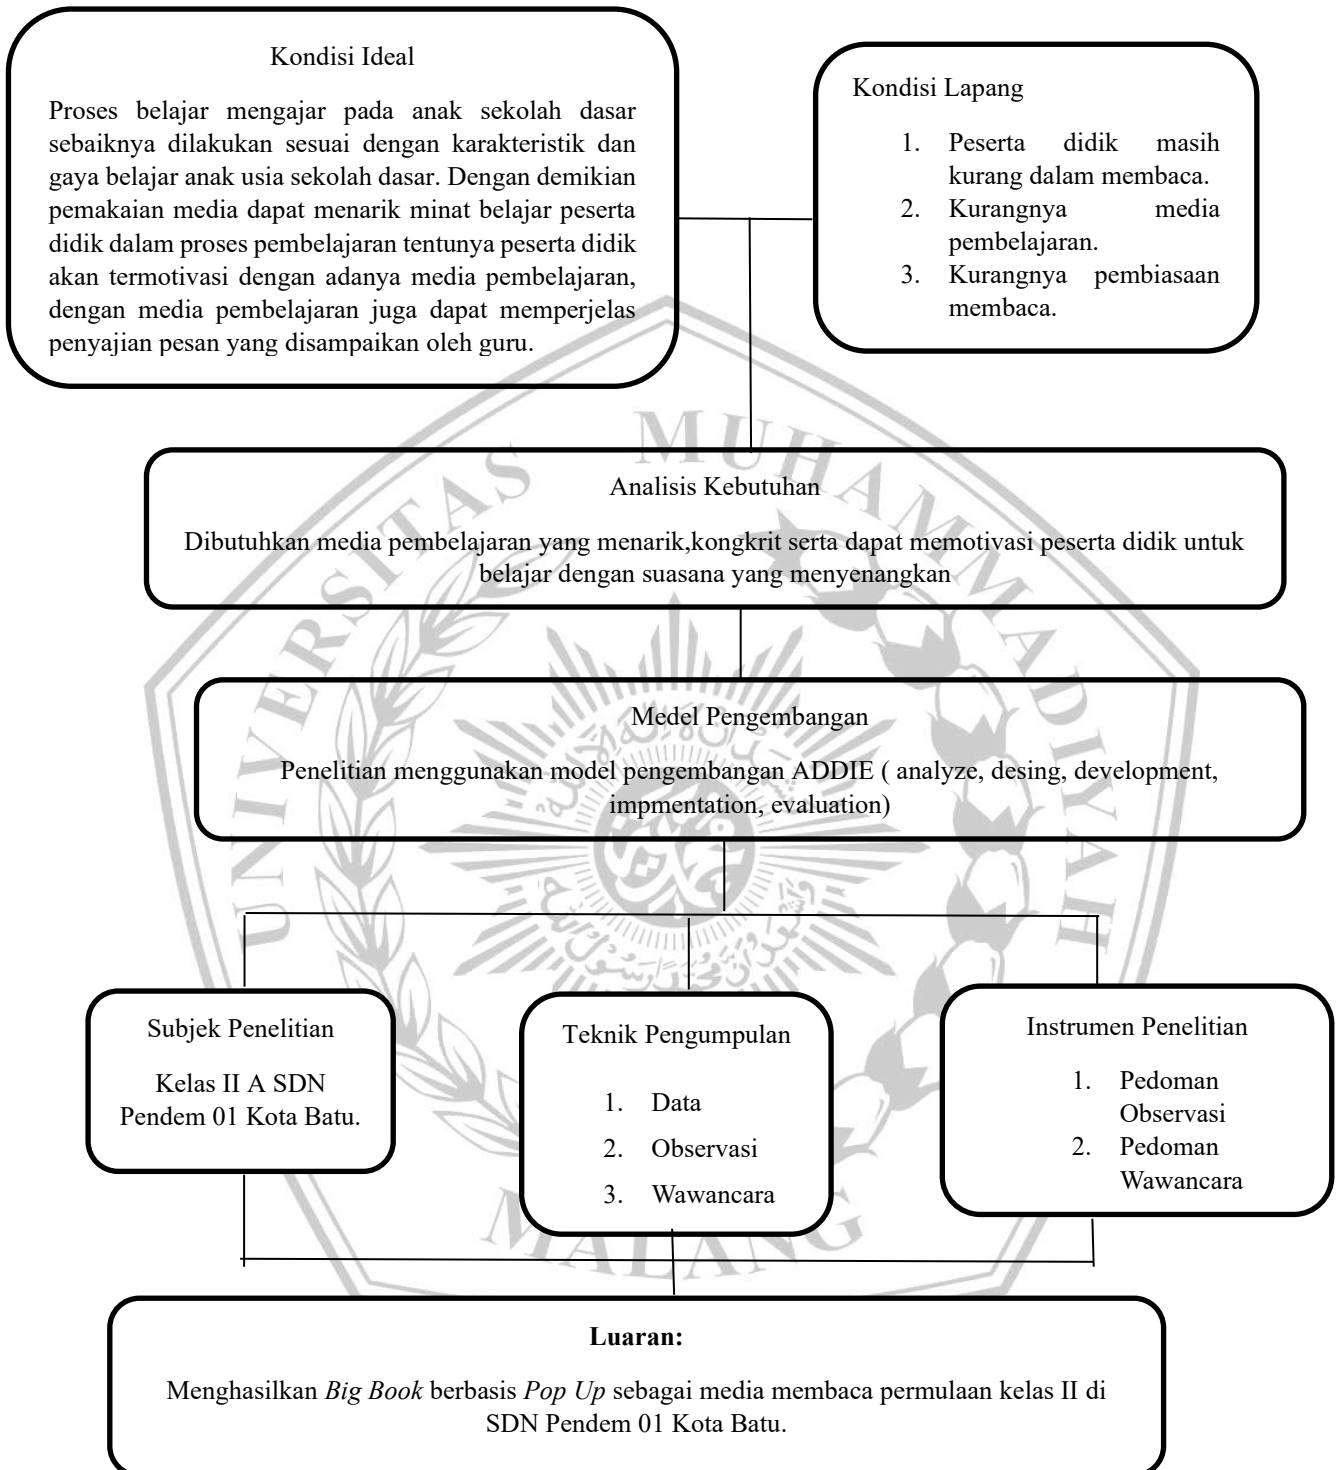 Kondisi Ideal
Proses belajar mengajar pada anak sekolah dasar
sebaiknya dilakukan sesuai dengan karakteristik dan
gaya belajar anak usia sekolah dasar. Dengan demikian
pemakaian media dapat menarik minat belajar peserta
didik dalam proses pembelajaran tentunya peserta didik
akan termotivasi dengan adanya media pembelajaran,
dengan media pembelajaran juga dapat memperjelas
penyajian pesan yang disampaikan oleh guru.
Kondisi Lapang
1. Peserta didik masih
kurang dalam membaca.
2. Kurangnya media
pembelajaran.
3. Kurangnya pembiasaan
membaca.
Analisis Kebutuhan
Dibutuhkan media pembelajaran yang menarik,kongkrit serta dapat memotivasi peserta didik untuk
belajar dengan suasana yang menyenangkan
Medel Pengembangan
Penelitian menggunakan model pengembangan ADDIE ( analyze, desing, development,
impmentation, evaluation)
Subjek Penelitian
Kelas II A SDN
Pendem 01 Kota Batu.
Teknik Pengumpulan
1. Data
2. Observasi
3. Wawancara
Instrumen Penelitian
1. Pedoman
Observasi
2. Pedoman
Wawancara
Luaran:
Menghasilkan Big Book berbasis Pop Up sebagai media membaca permulaan kelas II di
SDN Pendem 01 Kota Batu.
UNIVERSITAS MUHAMMADIYAH
MALANG